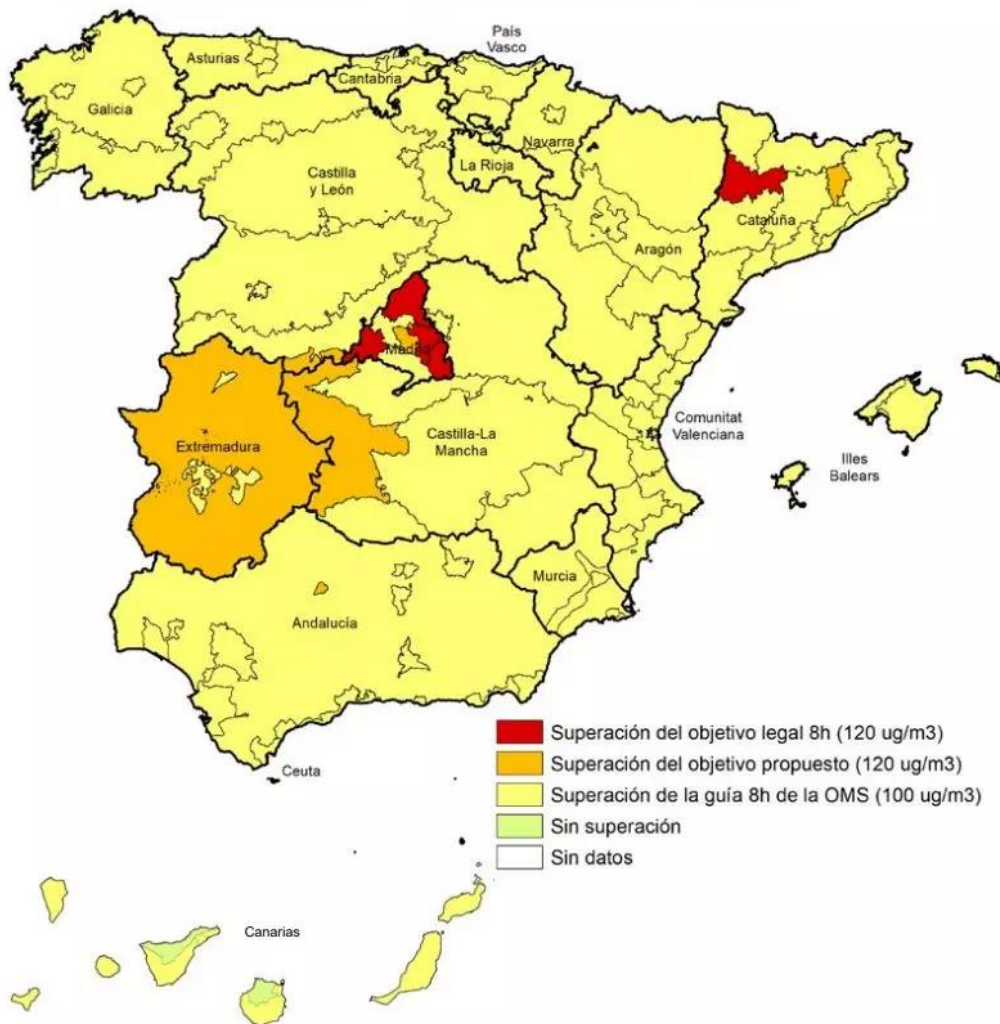 País
Vasco
Asturias
Cantabria
Galicia
Navarra
La Rioja
Castilla
y León
Cataluña
Aragón
Madrid
Comunitat
Valenciana
Extremadura
Castilla-La
Mancha
Illes
Balears
Murcia
Andalucía
Superación del objetivo legal 8h (120 ug/m3)
Superación del objetivo propuesto (120 ug/m3)
Ceuta
Superación de la guía 8h de la OMS (100 ug/m3)
Sin superación
Sin datos
Canarias